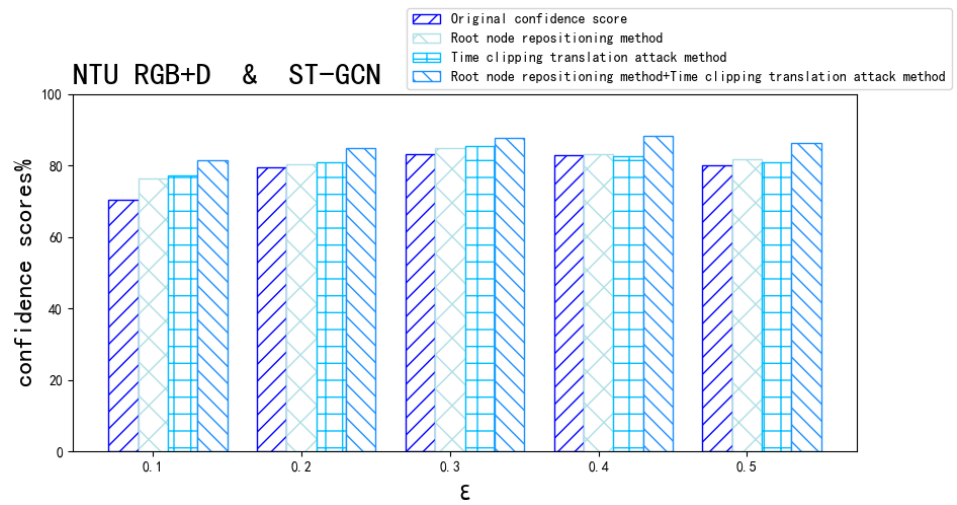 Original confidence score
Root node repositioning method
Time clipping translation attack method
Root node repositioning method+Time clipping translation attack method
NTU RGB+D & ST-GCN
100
80
60
40
20
0
confidence scores%
0.1 0.2 0.3 0.4 0.5
ε